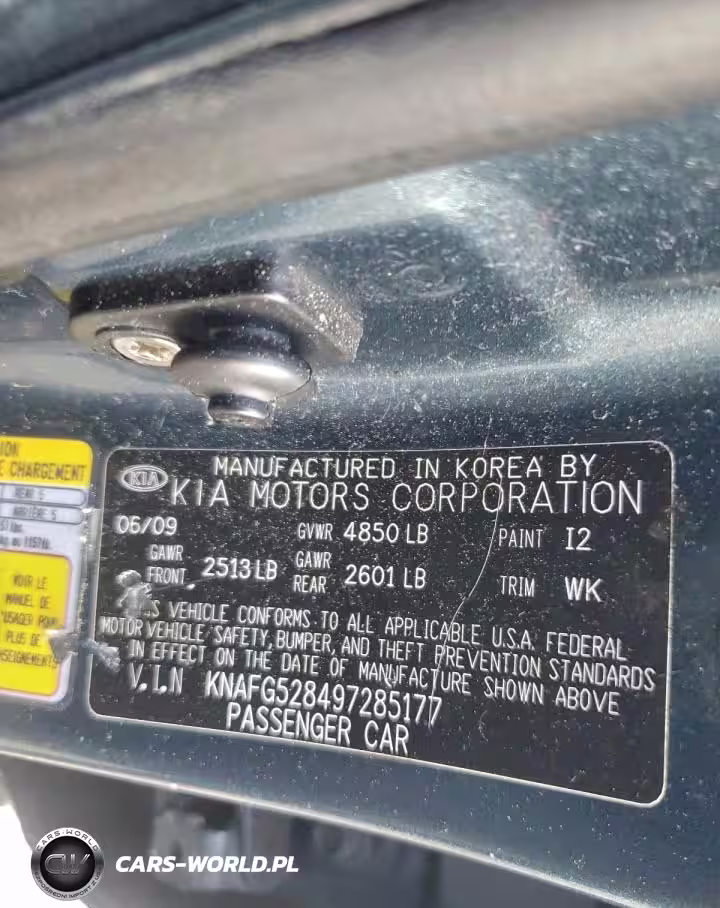 MANUFACTURED IN KOREA BY
KIA
KIA MOTORS CORPORATION
06/09 GVWR 4850 LB PAINT I2
GAWR FRONT 2513 LB GAWR REAR 2601 LB TRIM WK
VEHICLE CONFORMS TO ALL APPLICABLE U.S.A. FEDERAL
MOTOR VEHICLE SAFETY, BUMPER, AND THEFT PREVENTION STANDARDS
IN EFFECT ON THE DATE OF MANUFACTURE SHOWN ABOVE
V.I.N KNAFG528497285177
PASSENGER CAR
CHARGEMENT
VOIR LE
MANUEL DE
PLUS DE
CARS-WORLD
CW
CARS-WORLD.PL